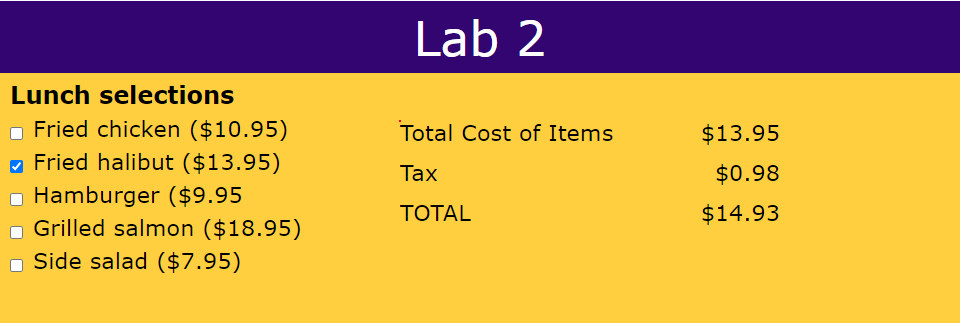 Lab 2
Lunch selections
Fried chicken ($10.95)
Fried halibut ($13.95)
Hamburger ($9.95
Grilled salmon ($18.95)
Side salad ($7.95)
Total Cost of Items $13.95
Tax $0.98
TOTAL $14.93